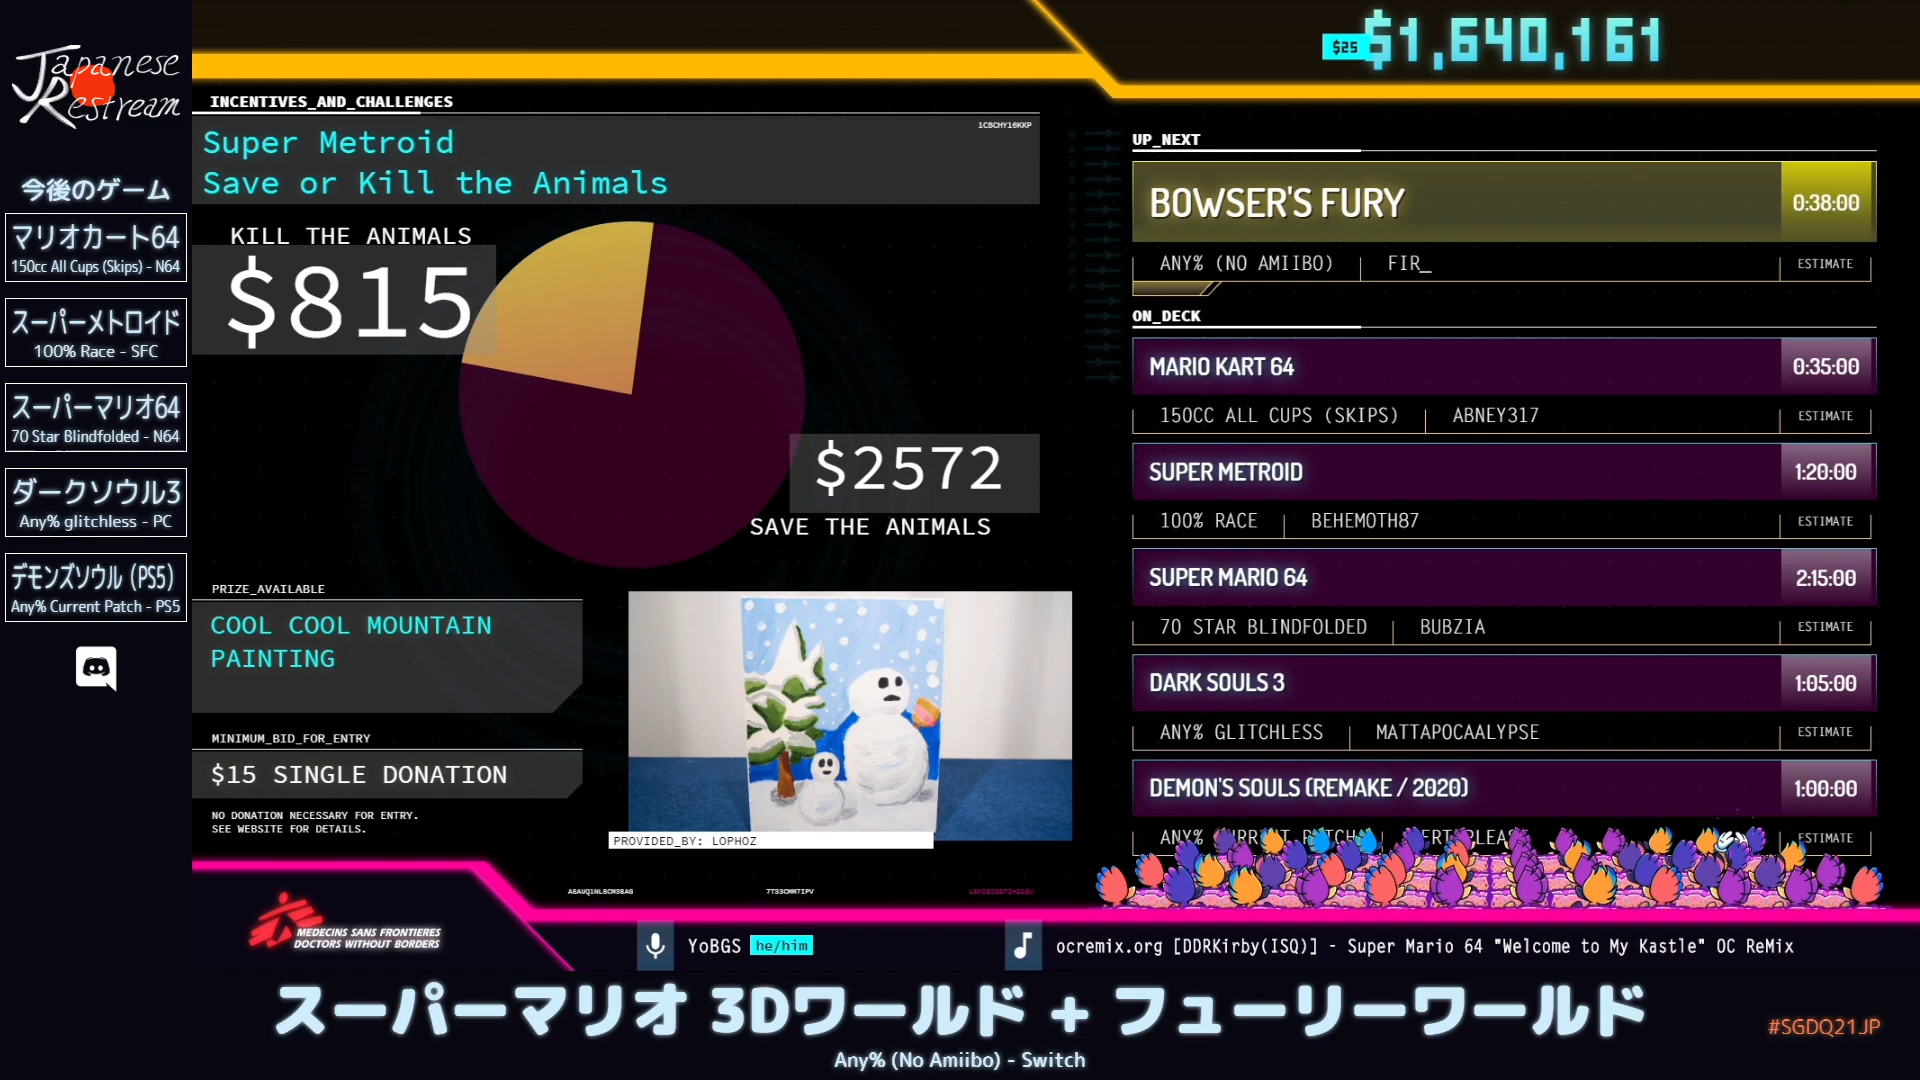 Japanese
Restream
今後のゲーム
マリオカート64
150cc All Cups (Skips) - N64
スーパーメトロイド
100% Race - SFC
スーパーマリオ64
70 Star Blindfolded - N64
ダークソウル3
Any% glitchless - PC
デモンズソウル (PS5)
Any% Current Patch - PS5
$25
$1,640,161
INCENTIVES_AND_CHALLENGES
1CBCHY16KKP
Super Metroid
Save or Kill the Animals
KILL THE ANIMALS
$815
$2572
SAVE THE ANIMALS
PRIZE_AVAILABLE
COOL COOL MOUNTAIN
PAINTING
MINIMUM_BID_FOR_ENTRY
$15 SINGLE DONATION
NO DONATION NECESSARY FOR ENTRY.
SEE WEBSITE FOR DETAILS.
PROVIDED_BY: LOPHOZ
UP_NEXT
BOWSER'S FURY
0:38:00
ANY% (NO AMIIBO)
FIR_
ESTIMATE
ON_DECK
MARIO KART 64
0:35:00
150CC ALL CUPS (SKIPS)
ABNEY317
ESTIMATE
SUPER METROID
1:20:00
100% RACE
BEHEMOTH87
ESTIMATE
SUPER MARIO 64
2:15:00
70 STAR BLINDFOLDED
BUBZIA
ESTIMATE
DARK SOULS 3
1:05:00
ANY% GLITCHLESS
MATTAPOCAALYPSE
ESTIMATE
DEMON'S SOULS (REMAKE / 2020)
1:00:00
ANY%
ESTIMATE
MEDECINS SANS FRONTIERES
DOCTORS WITHOUT BORDERS
YoBGS he/him
ocremix.org [DDRKirby(ISQ)] - Super Mario 64 "Welcome to My Kastle" OC ReMix
スーパーマリオ 3Dワールド + フューリーワールド
Any% (No Amiibo) - Switch
#SGDQ21JP